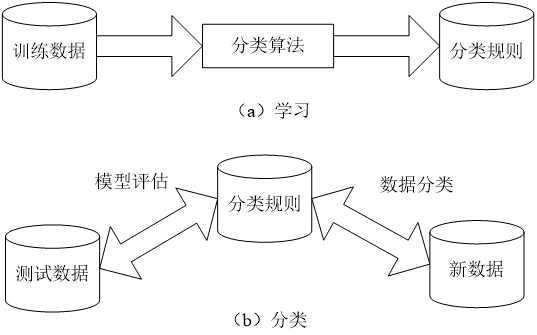 训练数据
分类算法
分类规则
（a）学习
模型评估
数据分类
分类规则
测试数据
新数据
（b）分类